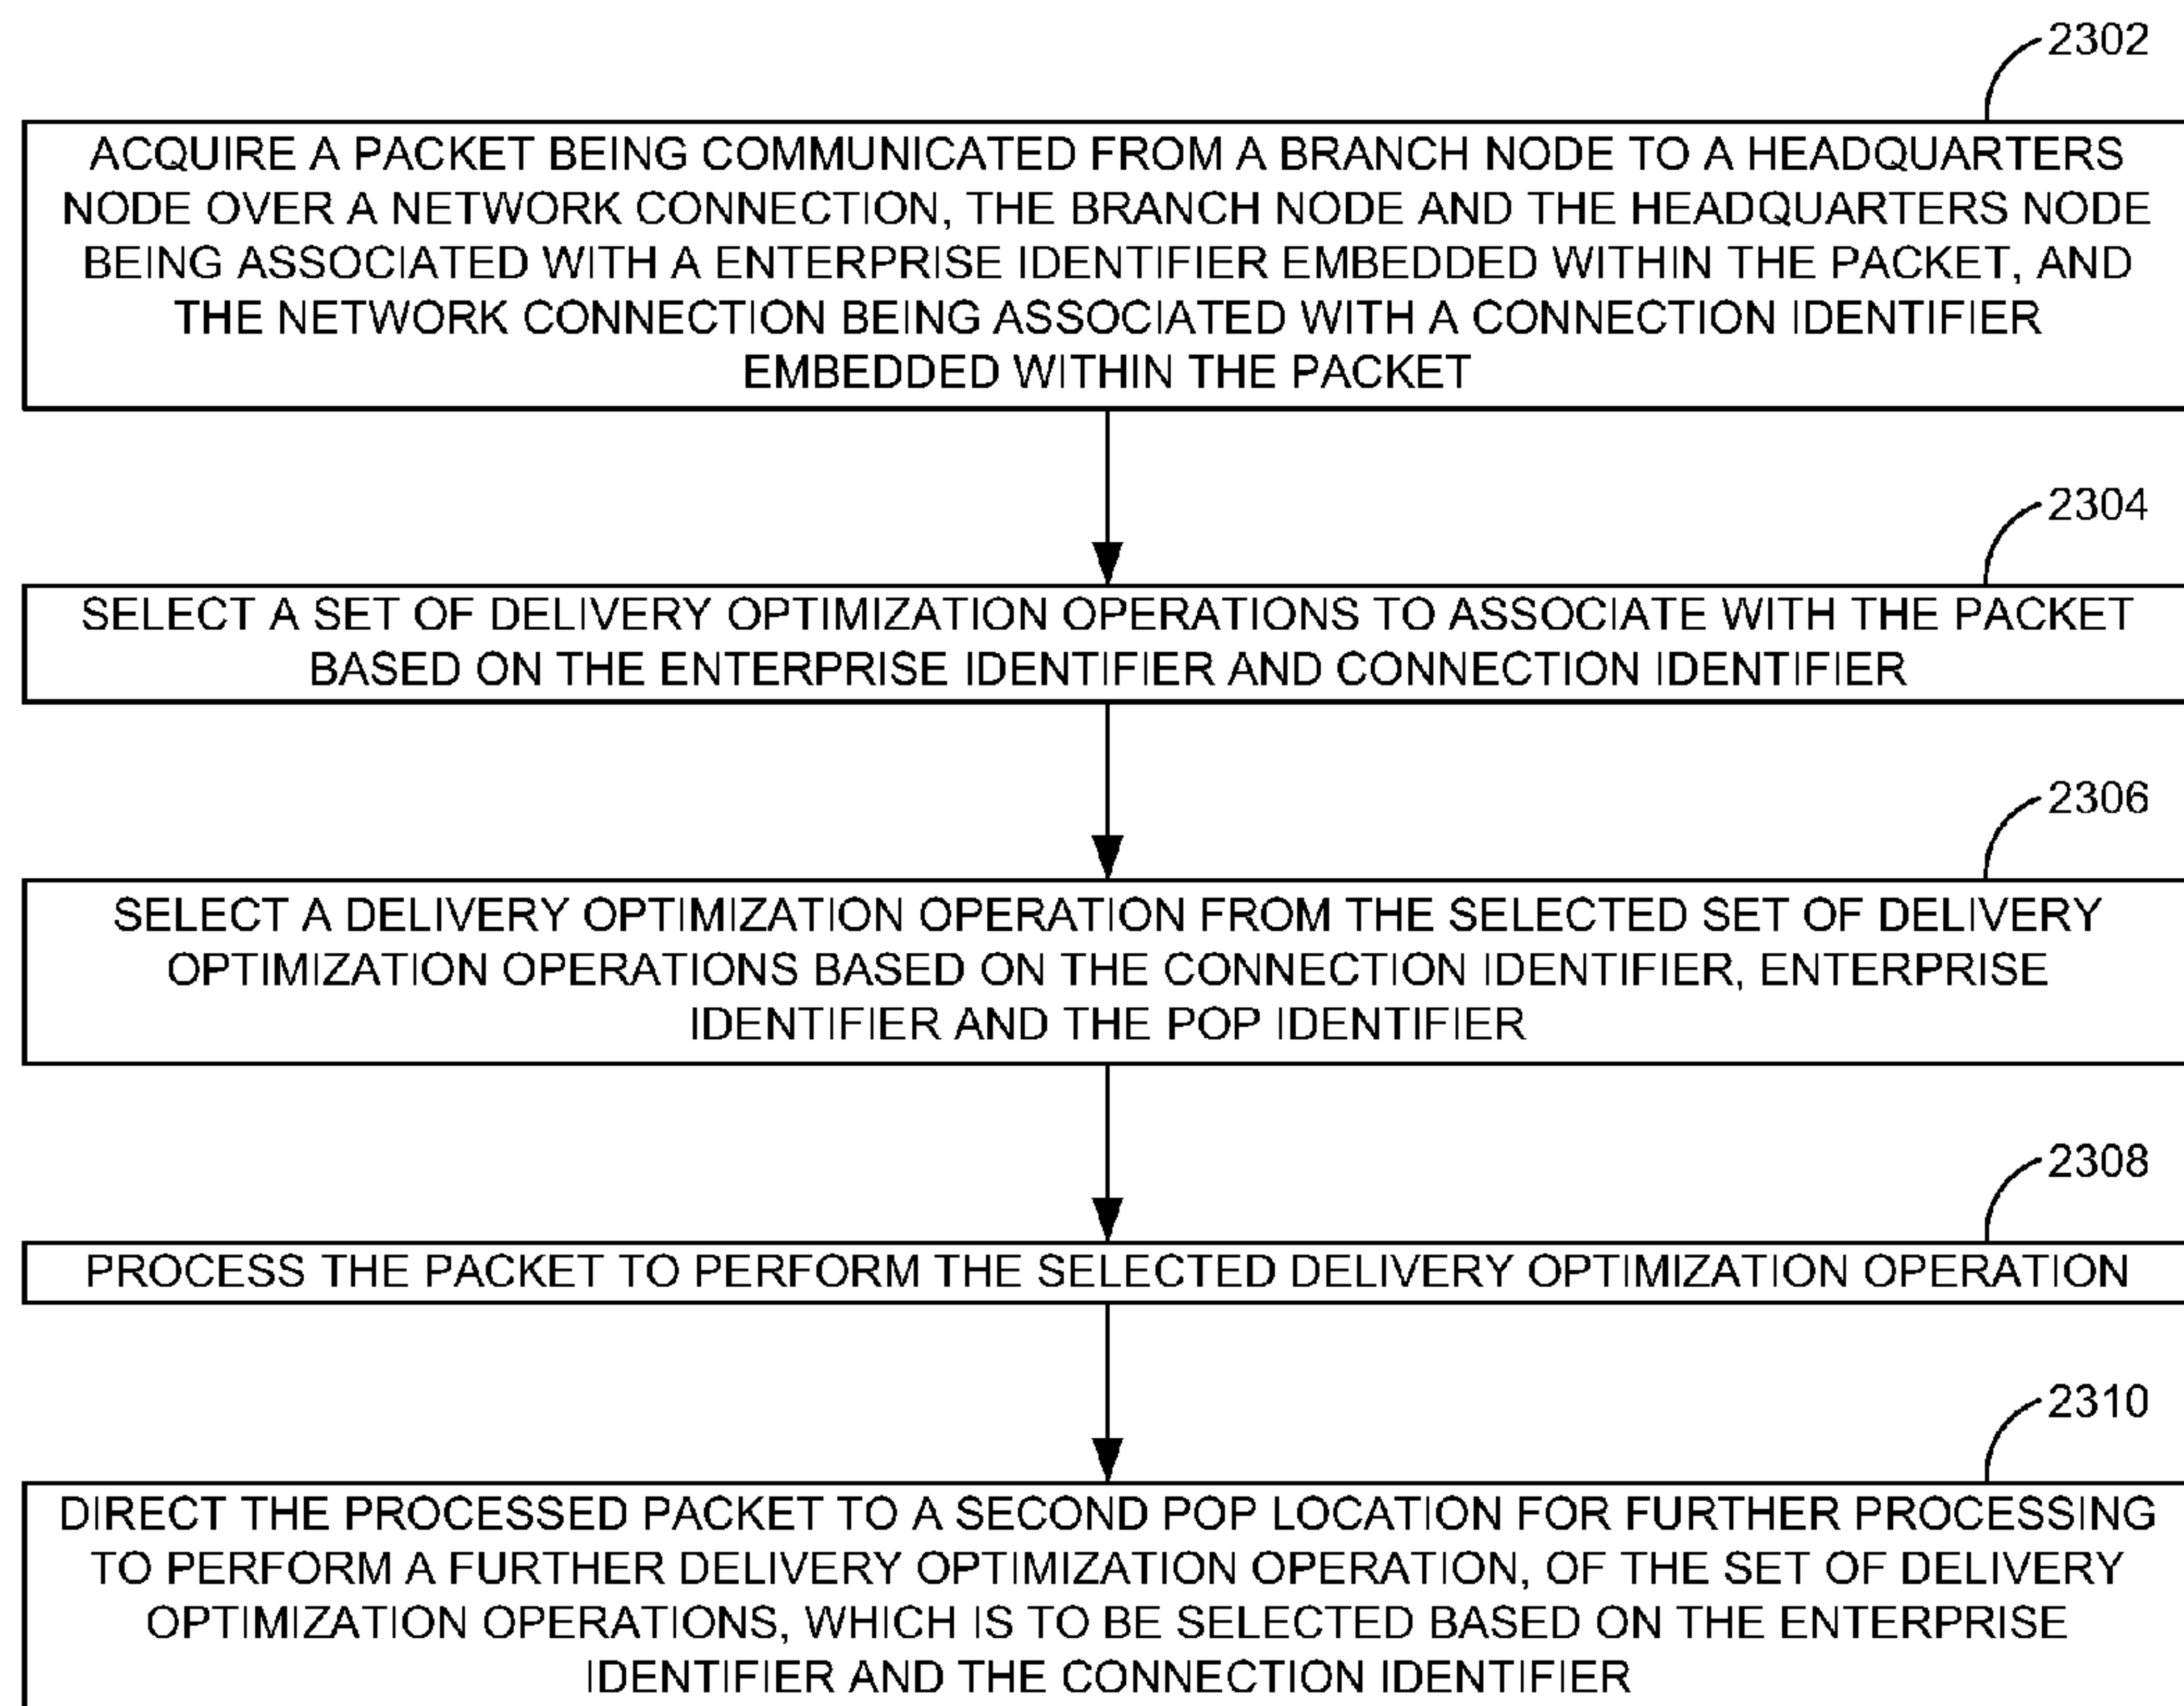 2302
ACQUIRE A PACKET BEING COMMUNICATED FROM A BRANCH NODE TO A HEADQUARTERS
NODE OVER A NETWORK CONNECTION, THE BRANCH NODE AND THE HEADQUARTERS NODE
BEING ASSOCIATED WITH A ENTERPRISE IDENTIFIER EMBEDDED WITHIN THE PACKET, AND
THE NETWORK CONNECTION BEING ASSOCIATED WITH A CONNECTION IDENTIFIER
EMBEDDED WITHIN THE PACKET
2304
SELECT A SET OF DELIVERY OPTIMIZATION OPERATIONS TO ASSOCIATE WITH THE PACKET
BASED ON THE ENTERPRISE IDENTIFIER AND CONNECTION IDENTIFIER
2306
SELECT A DELIVERY OPTIMIZATION OPERATION FROM THE SELECTED SET OF DELIVERY
OPTIMIZATION OPERATIONS BASED ON THE CONNECTION IDENTIFIER, ENTERPRISE
IDENTIFIER AND THE POP IDENTIFIER
2308
PROCESS THE PACKET TO PERFORM THE SELECTED DELIVERY OPTIMIZATION OPERATION
2310
DIRECT THE PROCESSED PACKET TO A SECOND POP LOCATION FOR FURTHER PROCESSING
TO PERFORM A FURTHER DELIVERY OPTIMIZATION OPERATION, OF THE SET OF DELIVERY
OPTIMIZATION OPERATIONS, WHICH IS TO BE SELECTED BASED ON THE ENTERPRISE
IDENTIFIER AND THE CONNECTION IDENTIFIER